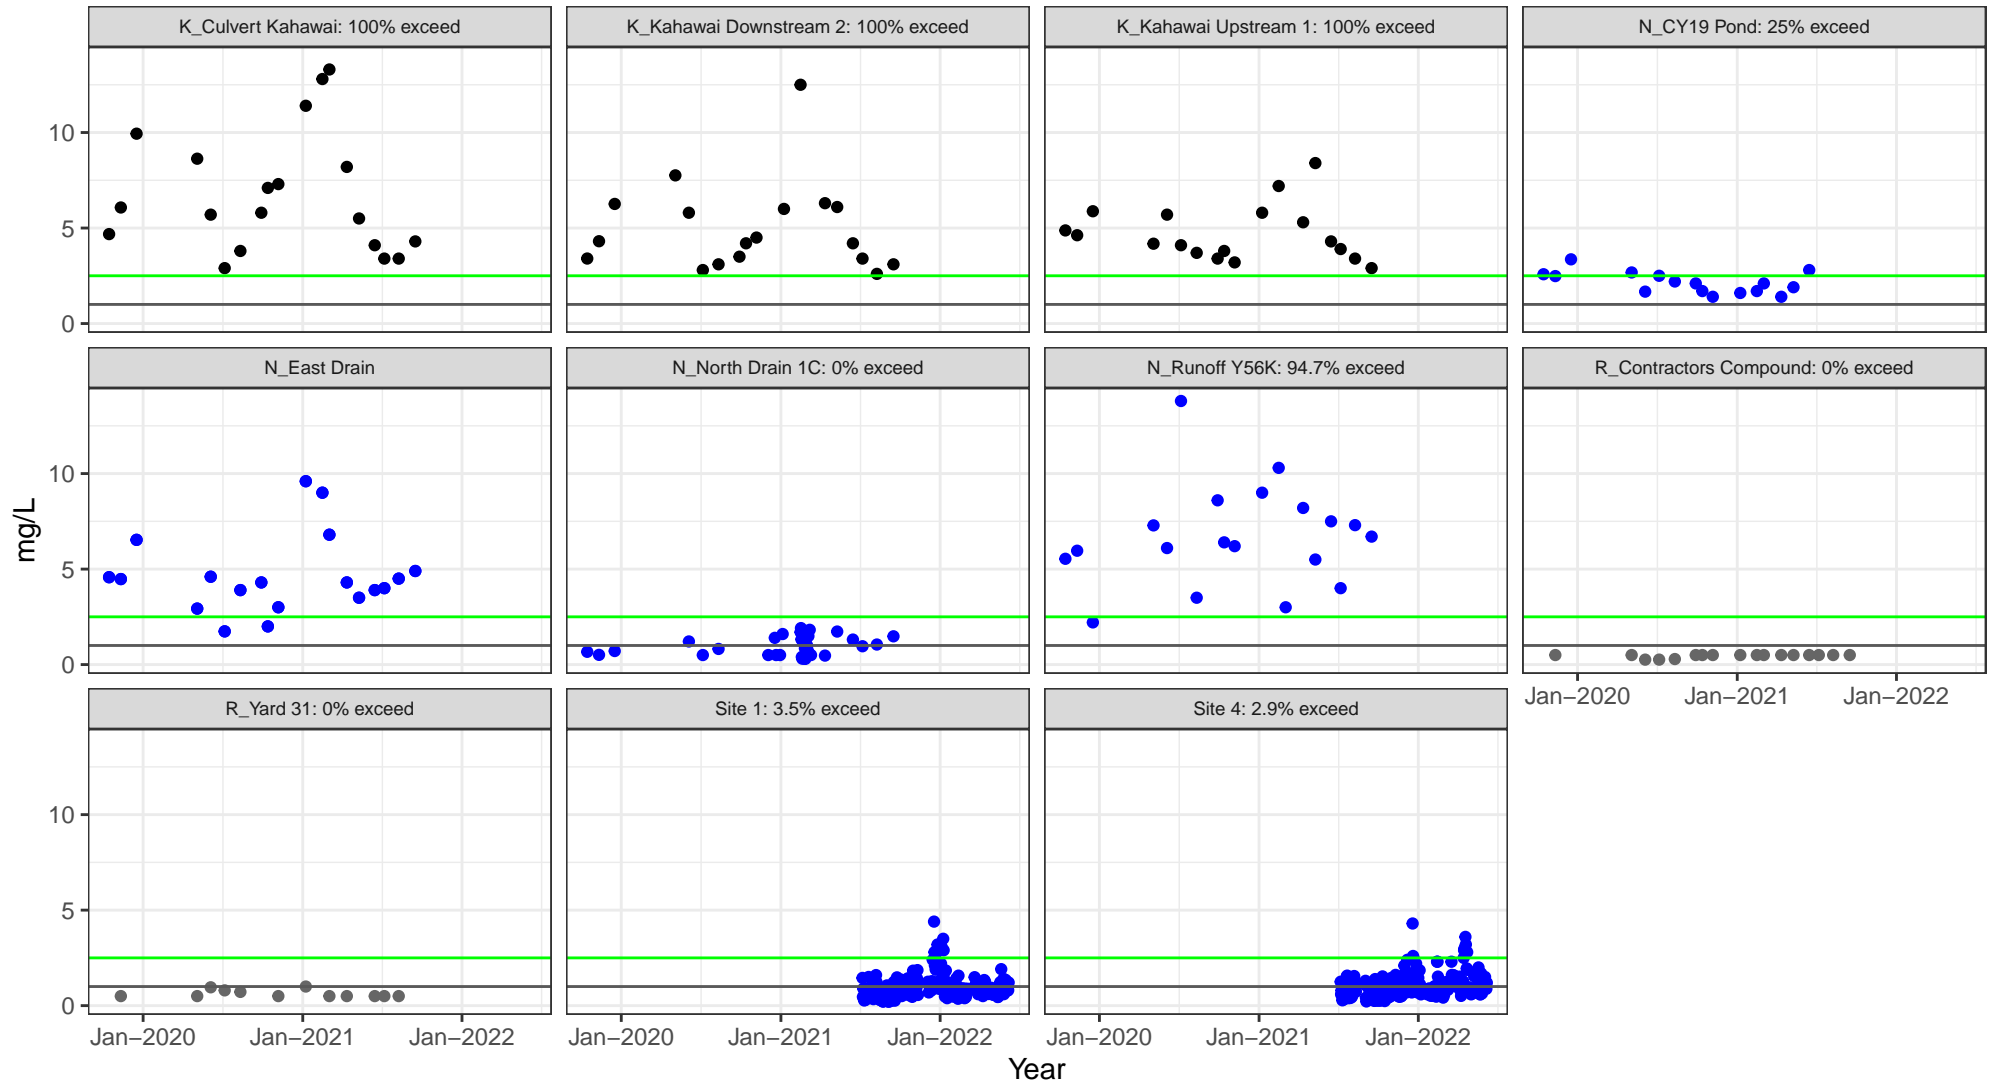 K_Culvert Kahawai: 100% exceed
K_Kahawai Downstream 2: 100% exceed
K_Kahawai Upstream 1: 100% exceed
N_CY19 Pond: 25% exceed
10
5
0
N_East Drain
N_North Drain 1C: 0% exceed
N_Runoff Y56K: 94.7% exceed
R_Contractors Compound: 0% exceed
mg/L
10
5
0
Jan−2020 Jan−2021 Jan−2022
R_Yard 31: 0% exceed
Site 1: 3.5% exceed
Site 4: 2.9% exceed
10
5
0
Jan−2020 Jan−2021 Jan−2022
Jan−2020 Jan−2021 Jan−2022
Jan−2020 Jan−2021 Jan−2022
Year